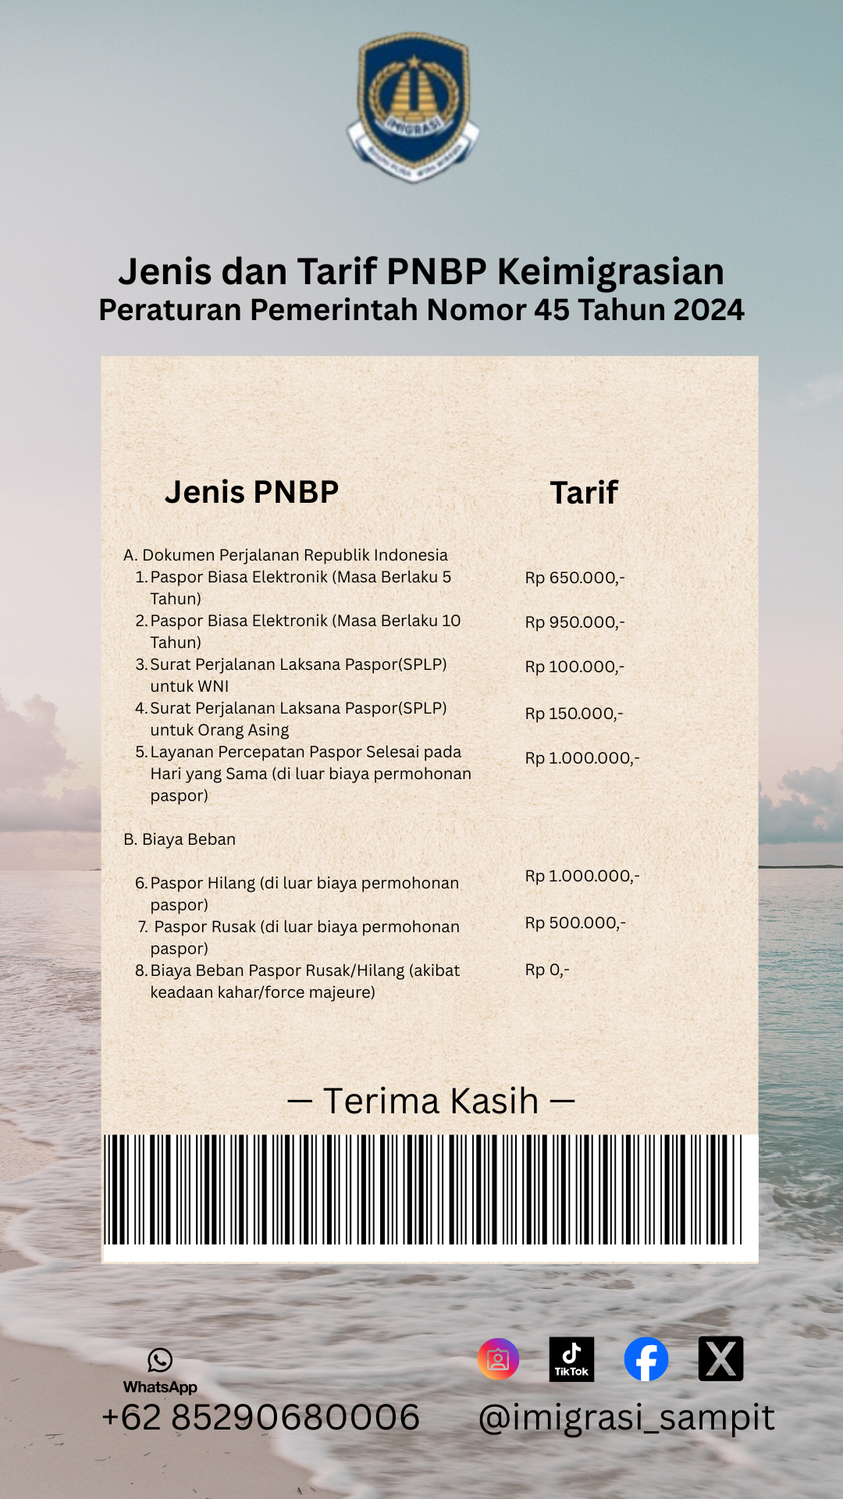 IMIGRASI
Jenis dan Tarif PNBP Keimigrasian
Peraturan Pemerintah Nomor 45 Tahun 2024
Jenis PNBP Tarif
A. Dokumen Perjalanan Republik Indonesia
1. Paspor Biasa Elektronik (Masa Berlaku 5 Rp 650.000,-
Tahun)
2. Paspor Biasa Elektronik (Masa Berlaku 10 Rp 950.000,-
Tahun)
3. Surat Perjalanan Laksana Paspor(SPLP) Rp 100.000,-
untuk WNI
4. Surat Perjalanan Laksana Paspor(SPLP) Rp 150.000,-
untuk Orang Asing
5. Layanan Percepatan Paspor Selesai pada Rp 1.000.000,-
Hari yang Sama (di luar biaya permohonan
paspor)
B. Biaya Beban
6. Paspor Hilang (di luar biaya permohonan Rp 1.000.000,-
paspor)
7. Paspor Rusak (di luar biaya permohonan Rp 500.000,-
paspor)
8. Biaya Beban Paspor Rusak/Hilang (akibat Rp 0,-
keadaan kahar/force majeure)
— Terima Kasih —
TikTok
WhatsApp
+62 85290680006 @imigrasi_sampit